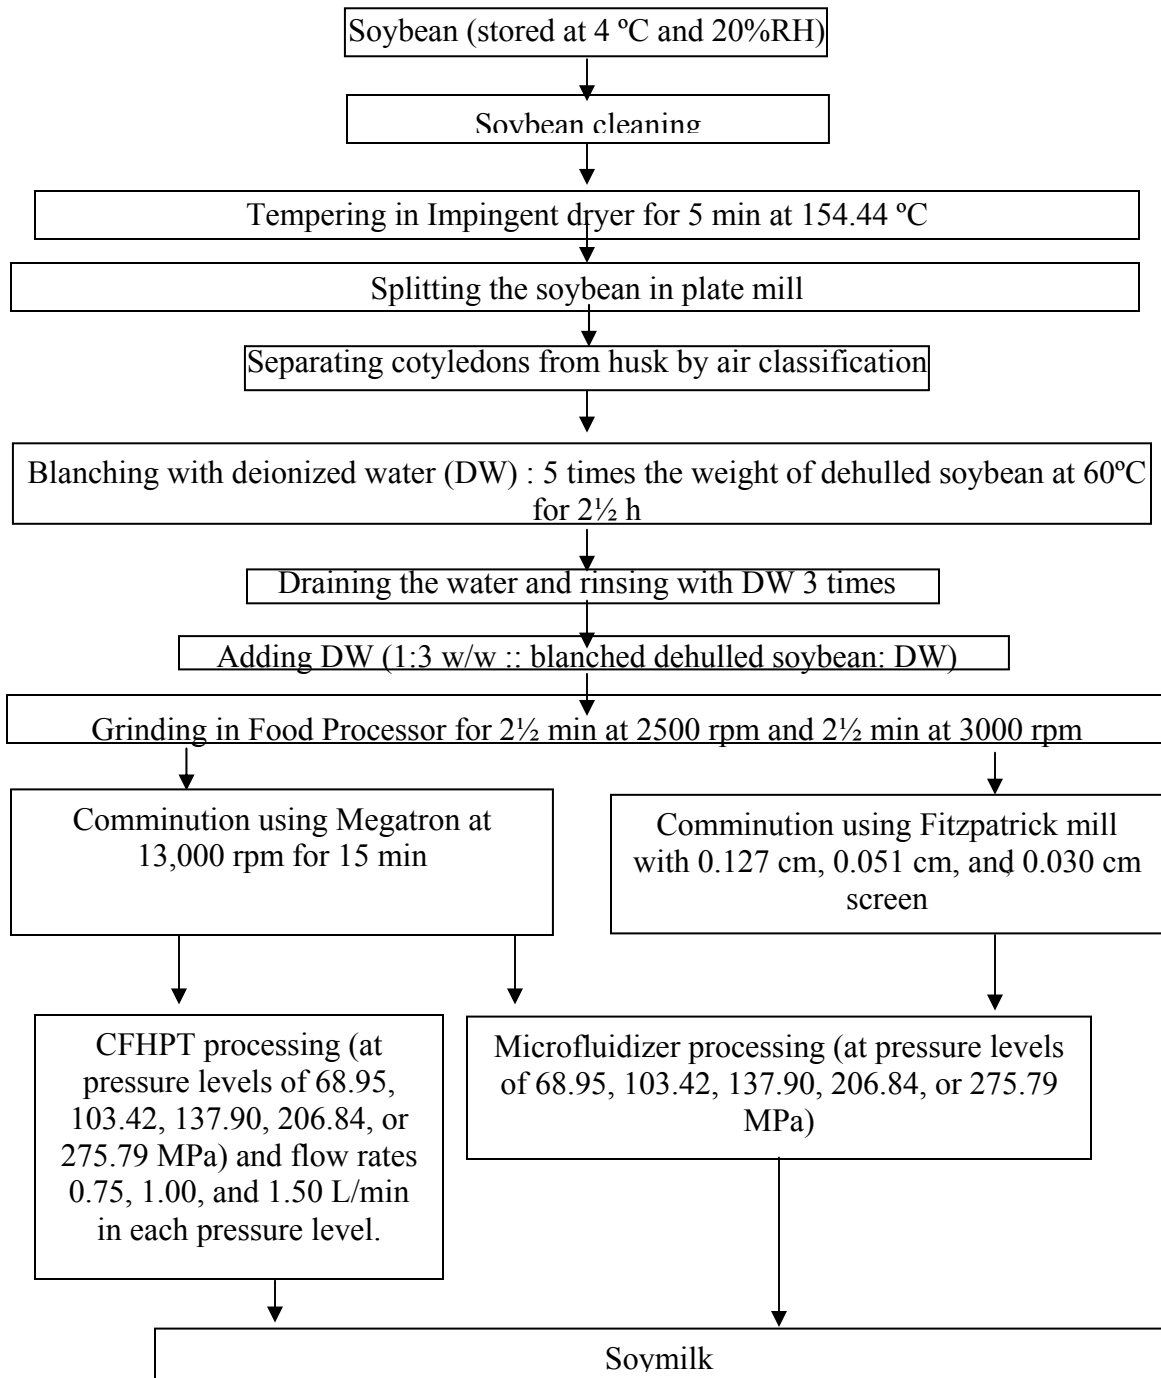 Soybean (stored at 4 ºC and 20%RH)
Soybean cleaning
Tempering in Impingent dryer for 5 min at 154.44 ºC
Splitting the soybean in plate mill
Separating cotyledons from husk by air classification
Blanching with deionized water (DW) : 5 times the weight of dehulled soybean at 60ºC
for 2½ h
Draining the water and rinsing with DW 3 times
Adding DW (1:3 w/w :: blanched dehulled soybean: DW)
Grinding in Food Processor for 2½ min at 2500 rpm and 2½ min at 3000 rpm
Comminution using Megatron at
13,000 rpm for 15 min
Comminution using Fitzpatrick mill
with 0.127 cm, 0.051 cm, and 0.030 cm
screen
CFHPT processing (at
pressure levels of 68.95,
103.42, 137.90, 206.84, or
275.79 MPa) and flow rates
0.75, 1.00, and 1.50 L/min
in each pressure level.
Microfluidizer processing (at pressure levels
of 68.95, 103.42, 137.90, 206.84, or 275.79
MPa)
Soymilk